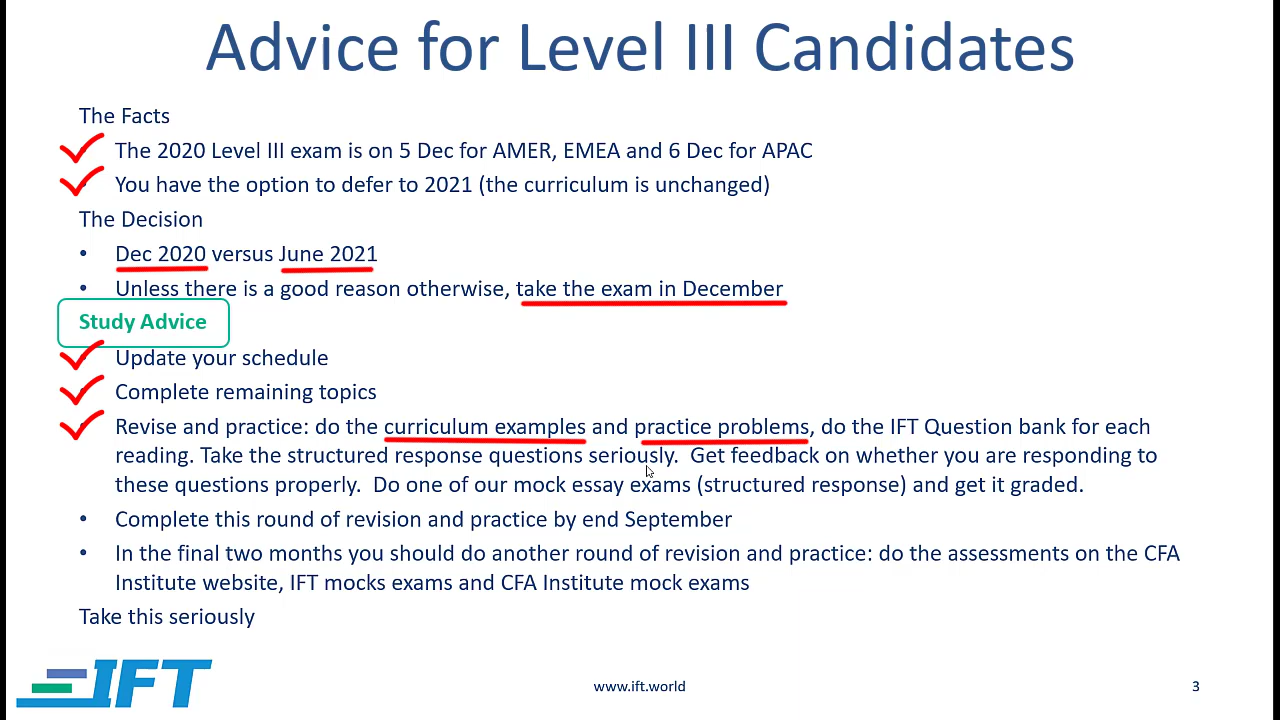 Advice for Level III Candidates
The Facts
The 2020 Level III exam is on 5 Dec for AMER, EMEA and 6 Dec for APAC
You have the option to defer to 2021 (the curriculum is unchanged)
The Decision
• Dec 2020 versus June 2021
• Unless there is a good reason otherwise, take the exam in December
Study Advice
Update your schedule
Complete remaining topics
Revise and practice: do the curriculum examples and practice problems, do the IFT Question bank for each
reading. Take the structured response questions seriously. Get feedback on whether you are responding to
these questions properly. Do one of our mock essay exams (structured response) and get it graded.
• Complete this round of revision and practice by end September
• In the final two months you should do another round of revision and practice: do the assessments on the CFA
Institute website, IFT mocks exams and CFA Institute mock exams
Take this seriously
IFT
www.ift.world
3